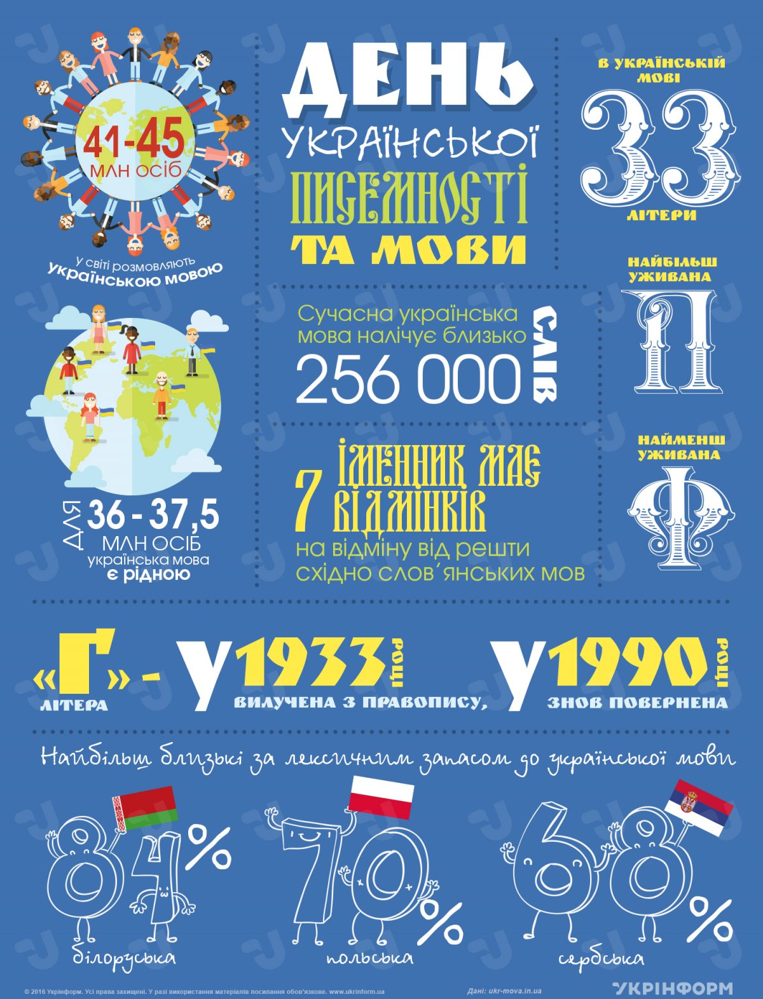 41-45
МЛН ОСІБ
У СВІТІ РОЗМОВЛЯЮТЬ
УКРАЇНСЬКОЮ МОВОЮ
ДЕНЬ
УКРАЇНСЬКОЇ
ПИСЕМНОСТІ
ТА МОВИ
В УКРАЇНСЬКІЙ
МОВІ
33
ЛІТЕРИ
НАЙБІЛЬШ
УЖИВАНА
П
НАЙМЕНШ
УЖИВАНА
Ф
Сучасна українська
мова налічує близько
256 000
СЛІВ
ІМЕННИК МАЄ
7 ВІДМІНКІВ
на відміну від решти
східно слов´янських мов
ДЛЯ
36 - 37,5
МЛН ОСІБ
українська мова
є рідною
«Ґ» -
ЛІТЕРА
У 1933 РОЦІ
ВИЛУЧЕНА З ПРАВОПИСУ,
У 1990 РОЦІ
ЗНОВ ПОВЕРНЕНА
Найбільш близькі за лексичним запасом до української мови
84%
білоруська
70%
польська
68%
сербська
© 2016 Укрінформ. Усі права захищені. У разі використання матеріалів посилання обов'язкове. www.ukrinform.ua
Дані: ukr-mova.in.ua
УКРІНФОРМ